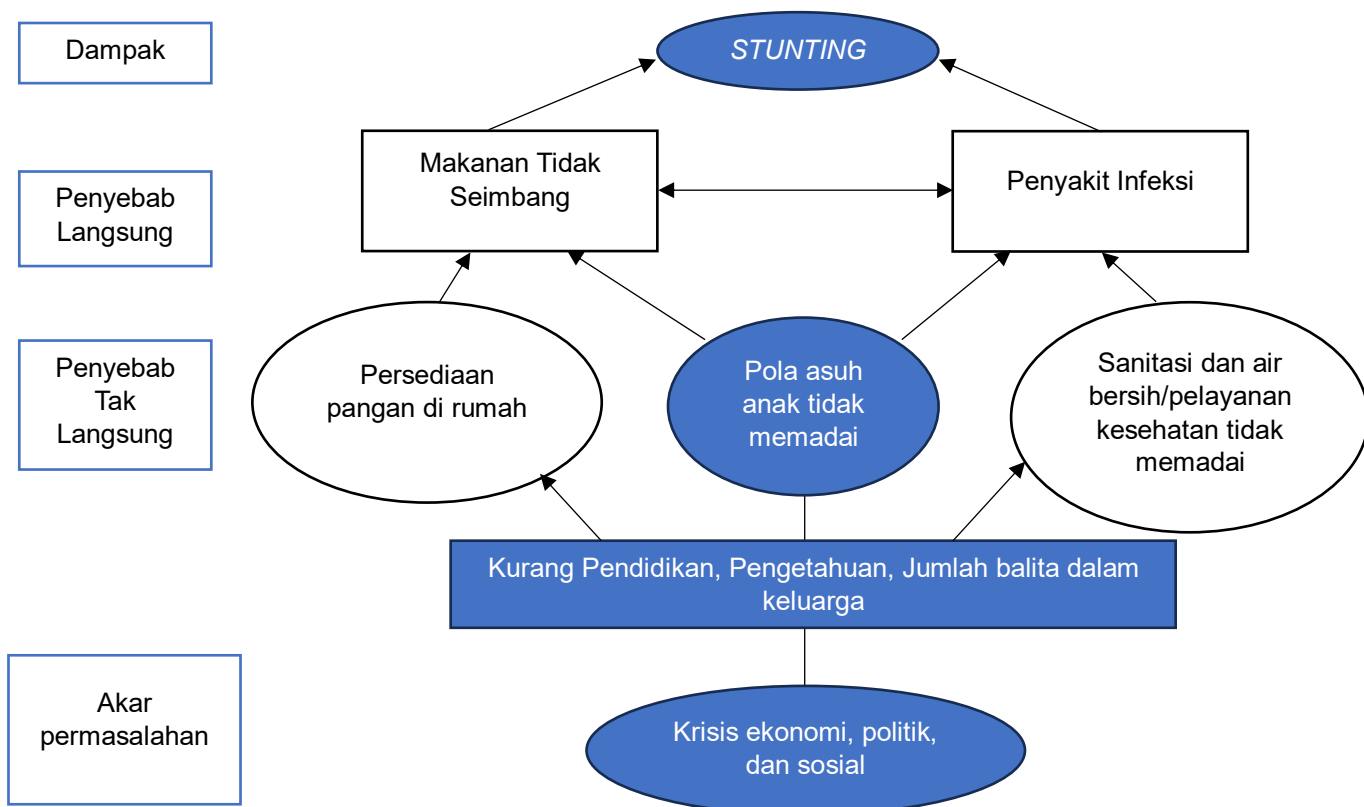 Dampak
STUNTING
Penyebab
Langsung
Makanan Tidak
Seimbang
Penyakit Infeksi
Penyebab
Tak
Langsung
Persediaan
pangan di rumah
Pola asuh
anak tidak
memadai
Sanitasi dan air
bersih/pelayanan
kesehatan tidak
memadai
Kurang Pendidikan, Pengetahuan, Jumlah balita dalam
keluarga
Akar
permasalahan
Krisis ekonomi, politik,
dan sosial